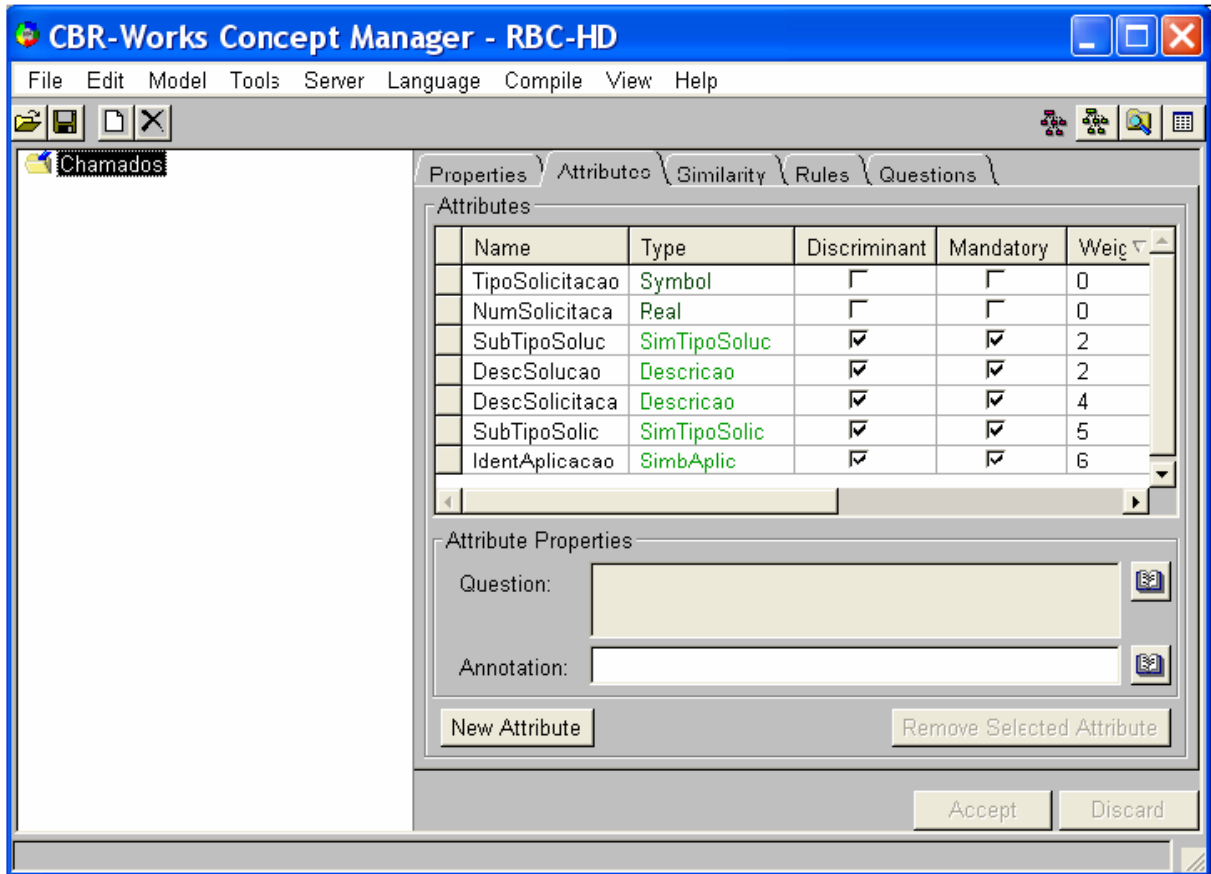 CBR-Works Concept Manager - RBC-HD
File Edit Model Tools Server Language Compile View Help
Chamados
Properties Attributes Similarity Rules Questions
Attributes
Name Type Discriminant Mandatory Weig
TipoSolicitacao Symbol 0
NumSolicitaca Real 0
SubTipoSoluc SimTipoSoluc 2
DescSolucao Descricao 2
DescSolicitaca Descricao 4
SubTipoSolic SimTipoSolic 5
IdentAplicacao SimbAplic 6
Attribute Properties
Question:
Annotation:
New Attribute Remove Selected Attribute
Accept Discard